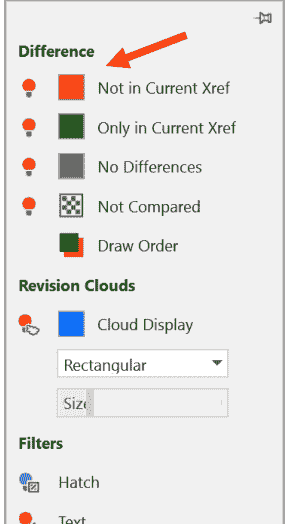 Difference
Not in Current Xref
Only in Current Xref
No Differences
Not Compared
Draw Order
Revision Clouds
Cloud Display
Rectangular
Size
Filters
Hatch
Text